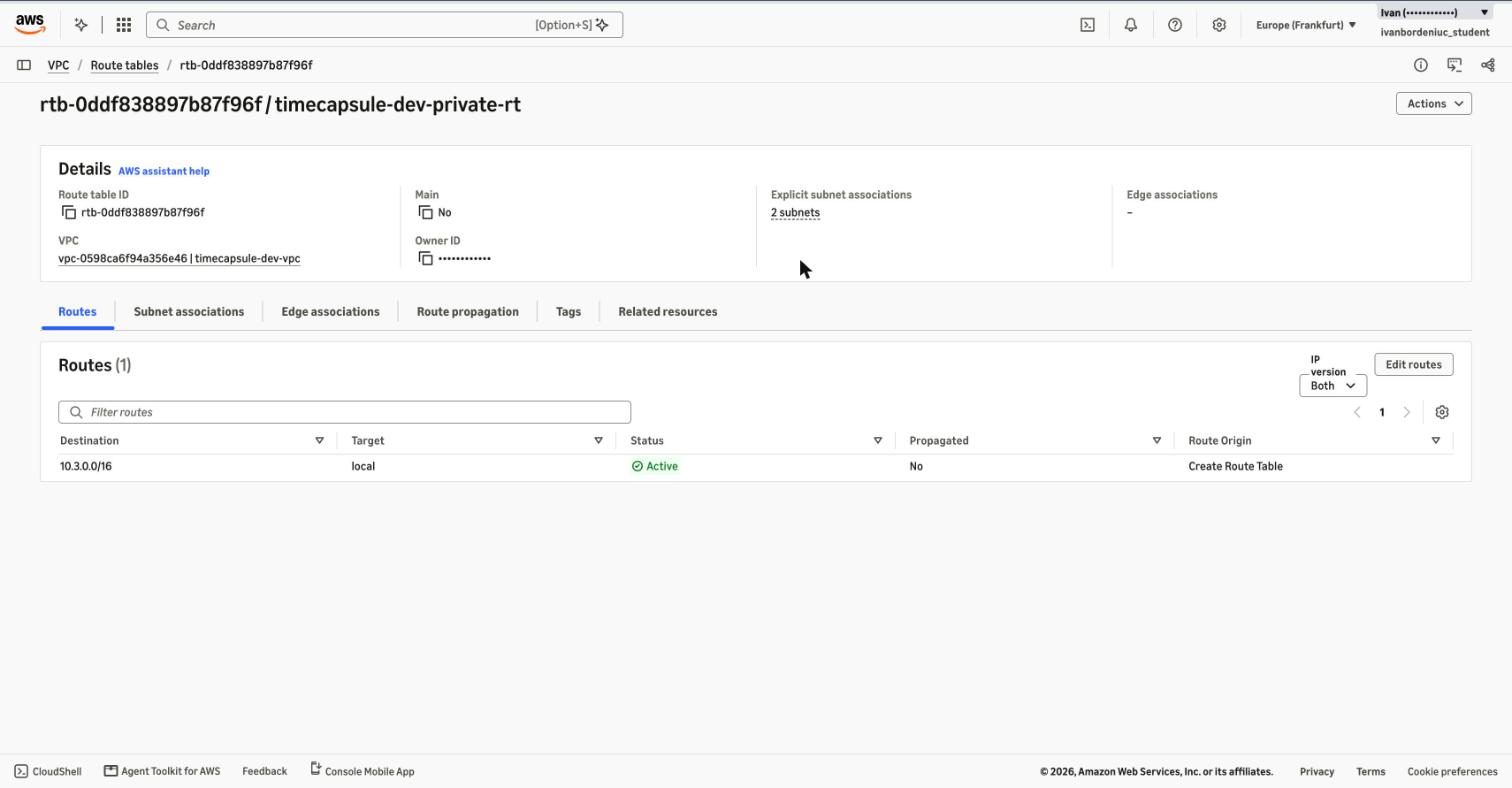 aws
Search [Option+S]
Europe (Frankfurt)
Ivan (············)
ivanbordeniuc_student
VPC / Route tables / rtb-0ddf838897b87f96f
rtb-0ddf838897b87f96f / timecapsule-dev-private-rt
Actions
Details AWS assistant help
Route table ID
rtb-0ddf838897b87f96f
Main
No
Explicit subnet associations
2 subnets
Edge associations
–
VPC
vpc-0598ca6f94a356e46 | timecapsule-dev-vpc
Owner ID
············
Routes Subnet associations Edge associations Route propagation Tags Related resources
Routes (1)
IP version
Both
Edit routes
Filter routes
1
Destination Target Status Propagated Route Origin
10.3.0.0/16 local Active No Create Route Table
CloudShell Agent Toolkit for AWS Feedback Console Mobile App © 2026, Amazon Web Services, Inc. or its affiliates. Privacy Terms Cookie preferences